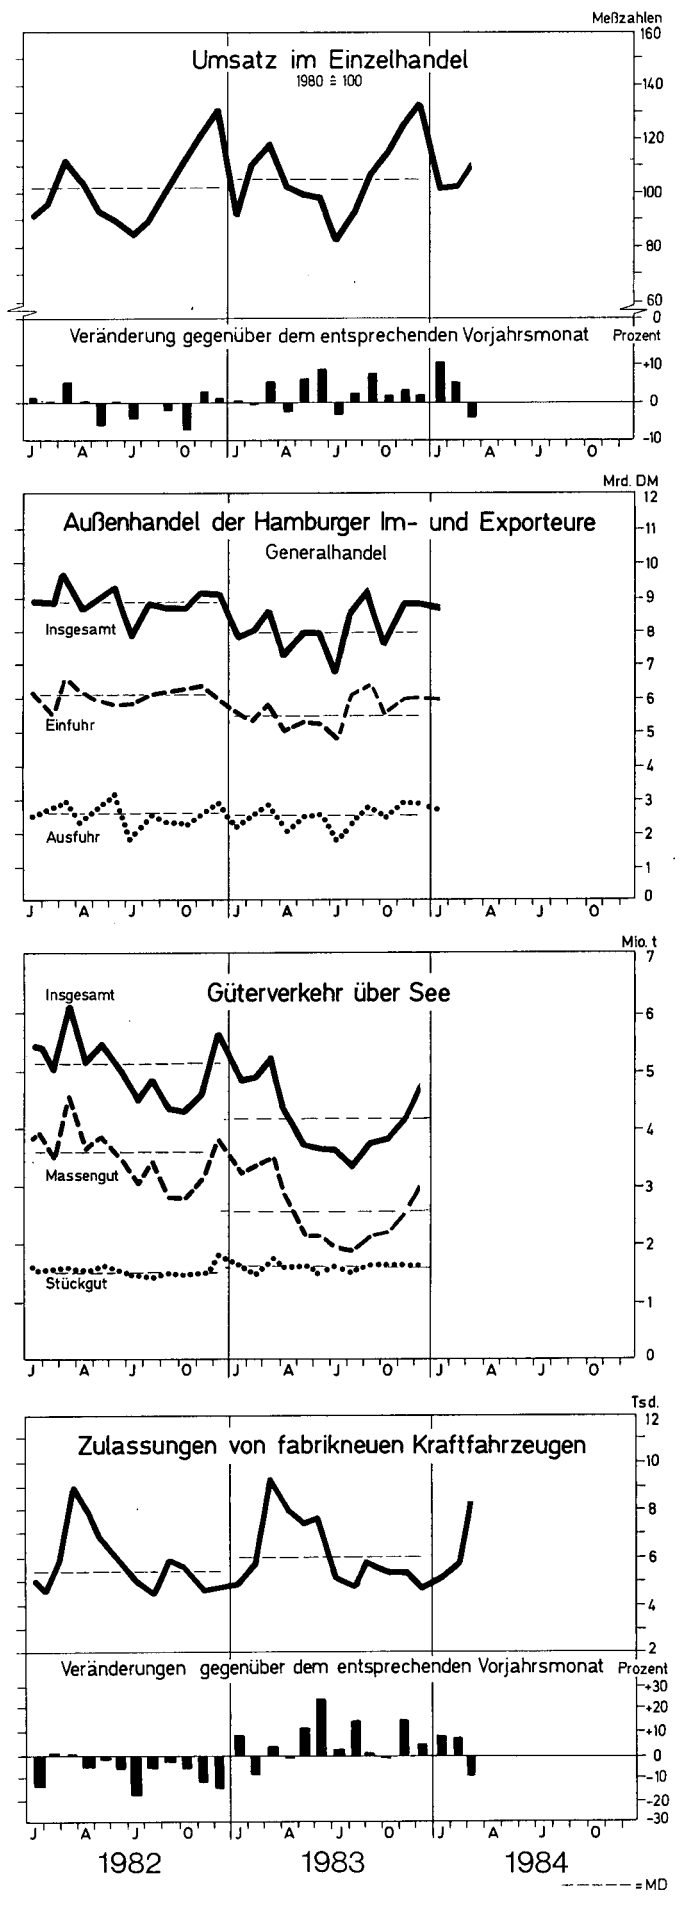 Meßzahlen
160
Umsatz im Einzelhandel
1980 ≙ 100
140
120
100
80
60
0
Veränderung gegenüber dem entsprechenden Vorjahrsmonat Prozent
+10
0
-10
J A J O J A J O J A J O
Mrd. DM
12
Außenhandel der Hamburger Im- und Exporteure
11
Generalhandel
10
9
Insgesamt
8
7
6
Einfuhr
5
4
3
2
Ausfuhr
1
0
J A J O J A J O J A J O
Mio. t
7
Insgesamt
Güterverkehr über See
6
5
4
Massengut
3
2
Stückgut
1
0
J A J O J A J O J A J O
Tsd.
12
Zulassungen von fabrikneuen Kraftfahrzeugen
10
8
6
4
2
Veränderungen gegenüber dem entsprechenden Vorjahrsmonat Prozent
+30
+20
+10
0
-10
-20
-30
J A J O J A J O J A J O
1982 1983 1984
= MD